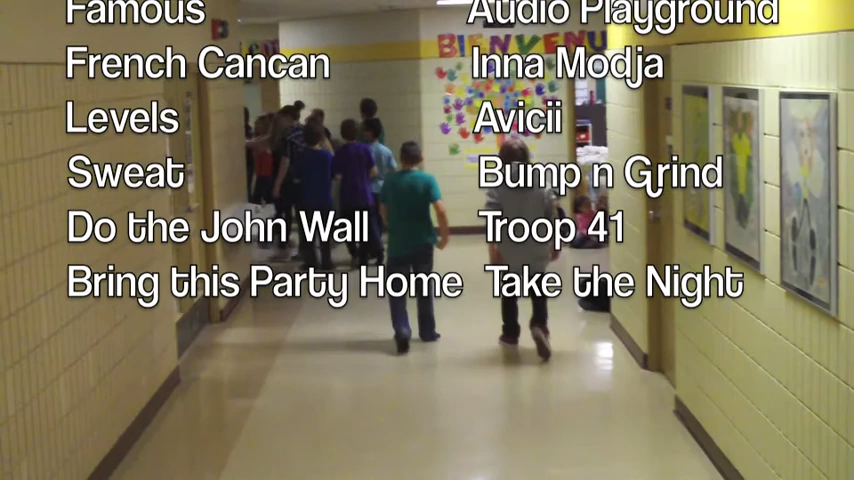 BIENVENU
Famous Audio Playground
French Cancan Inna Modja
Levels Avicii
Sweat Bump n Grind
Do the John Wall Troop 41
Bring this Party Home Take the Night